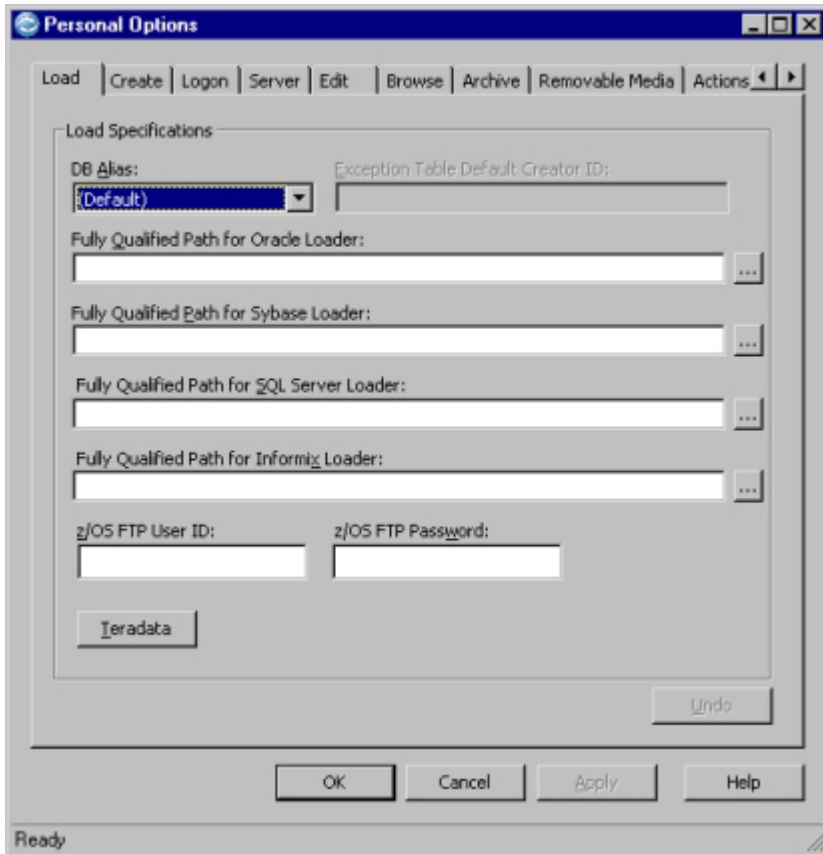 Personal Options
Load Create Logon Server Edit Browse Archive Removable Media Actions
Load Specifications
DB Alias: Exception Table Default Creator ID:
(Default)
Fully Qualified Path for Oracle Loader:
...
Fully Qualified Path for Sybase Loader:
...
Fully Qualified Path for SQL Server Loader:
...
Fully Qualified Path for Informix Loader:
...
z/OS FTP User ID: z/OS FTP Password:
Teradata
Undo
OK Cancel Apply Help
Ready